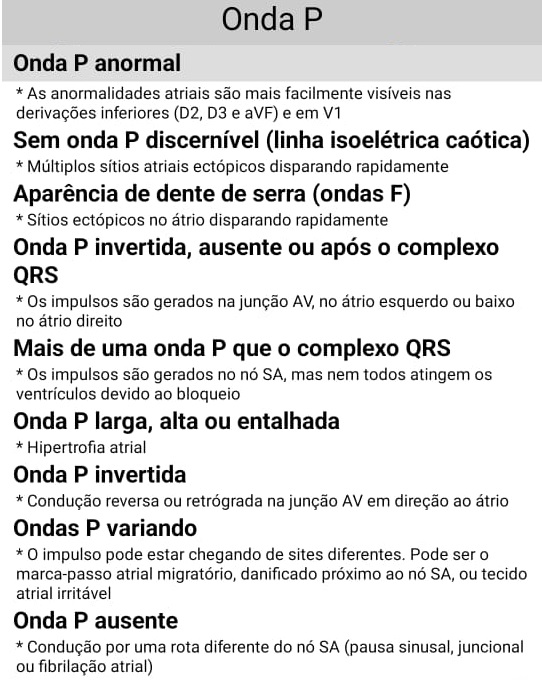 Onda P
Onda P anormal
* As anormalidades atriais são mais facilmente visíveis nas
derivações inferiores (D2, D3 e aVF) e em V1
Sem onda P discernível (linha isoelétrica caótica)
* Múltiplos sítios atriais ectópicos disparando rapidamente
Aparência de dente de serra (ondas F)
* Sítios ectópicos no átrio disparando rapidamente
Onda P invertida, ausente ou após o complexo
QRS
* Os impulsos são gerados na junção AV, no átrio esquerdo ou baixo
no átrio direito
Mais de uma onda P que o complexo QRS
* Os impulsos são gerados no nó SA, mas nem todos atingem os
ventrículos devido ao bloqueio
Onda P larga, alta ou entalhada
* Hipertrofia atrial
Onda P invertida
* Condução reversa ou retrógrada na junção AV em direção ao átrio
Ondas P variando
* O impulso pode estar chegando de sites diferentes. Pode ser o
marca-passo atrial migratório, danificado próximo ao nó SA, ou tecido
atrial irritável
Onda P ausente
* Condução por uma rota diferente do nó SA (pausa sinusal, juncional
ou fibrilação atrial)